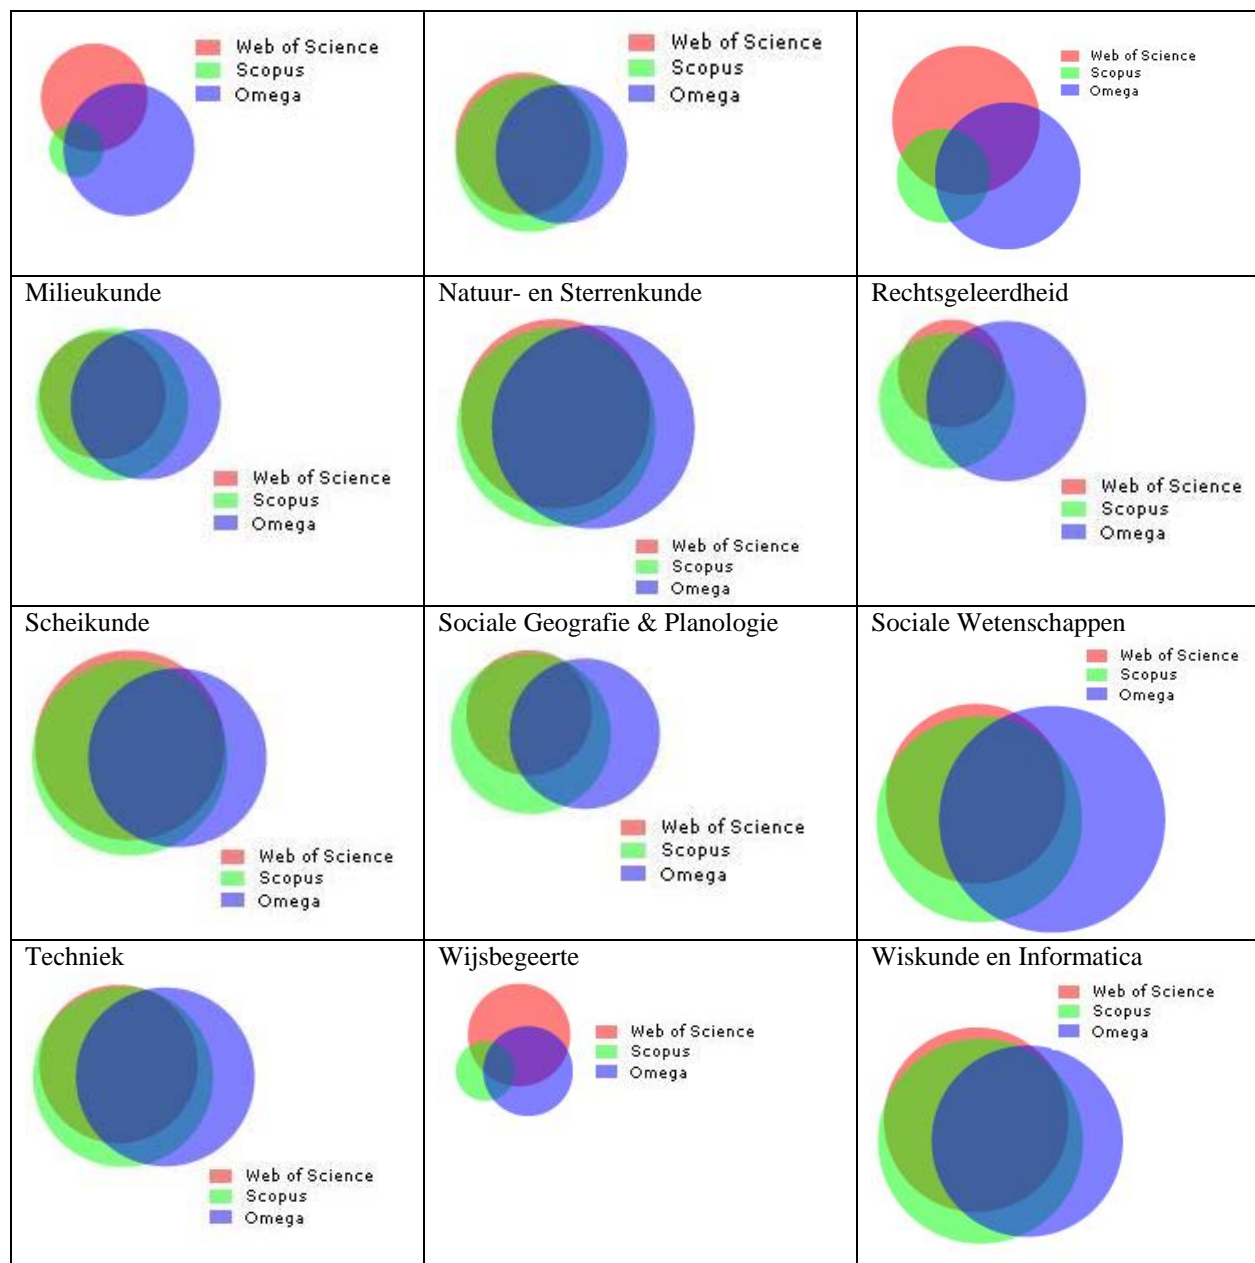 Web of Science
Scopus
Omega
Web of Science
Scopus
Omega
Web of Science
Scopus
Omega
Milieukunde
Web of Science
Scopus
Omega
Natuur- en Sterrenkunde
Web of Science
Scopus
Omega
Rechtsgeleerdheid
Web of Science
Scopus
Omega
Scheikunde
Web of Science
Scopus
Omega
Sociale Geografie & Planologie
Web of Science
Scopus
Omega
Sociale Wetenschappen
Web of Science
Scopus
Omega
Techniek
Web of Science
Scopus
Omega
Wijsbegeerte
Web of Science
Scopus
Omega
Wiskunde en Informatica
Web of Science
Scopus
Omega